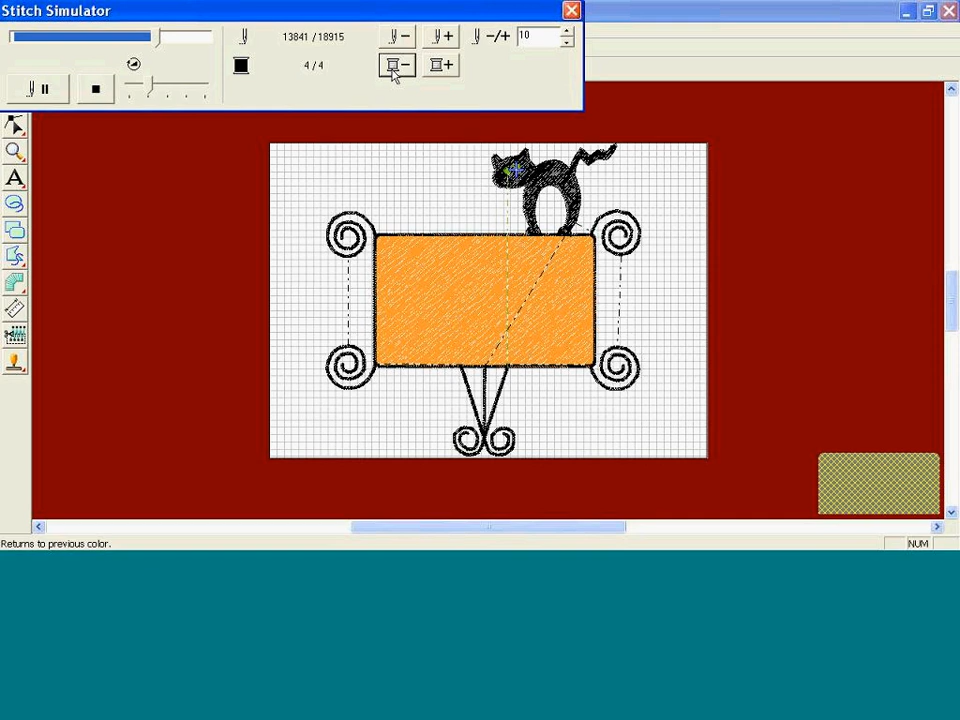 Stitch Simulator
13841 / 18915
- + -/+ 10
4 / 4
- +
A
Returns to previous color.
NUM